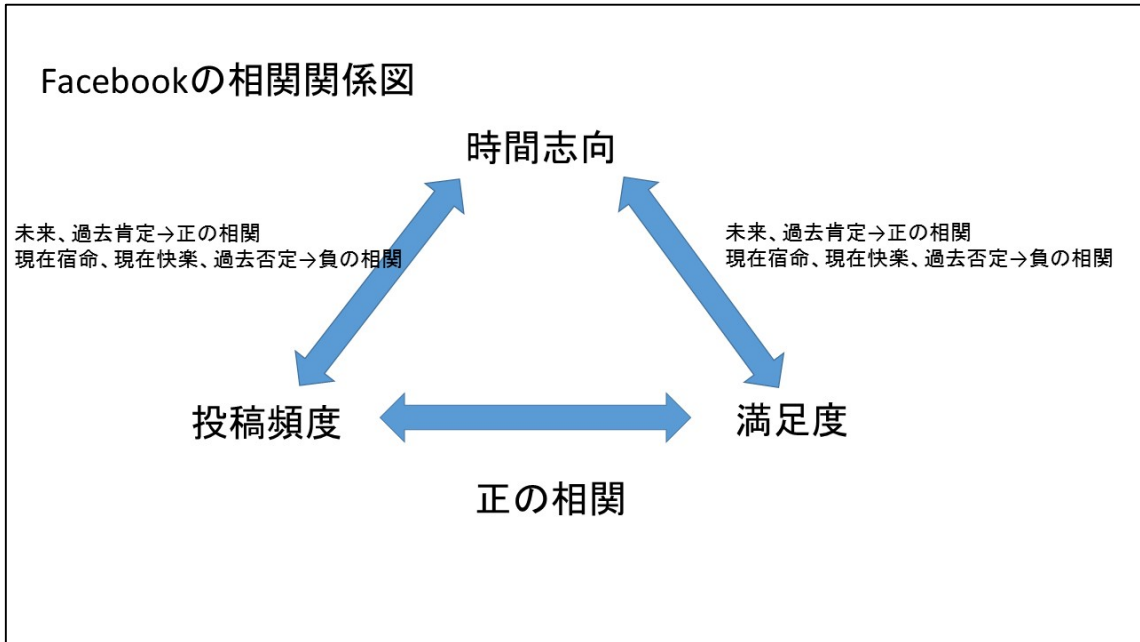 Facebookの相関関係図
時間志向
未来、過去肯定→正の相関
現在宿命、現在快楽、過去否定→負の相関
未来、過去肯定→正の相関
現在宿命、現在快楽、過去否定→負の相関
投稿頻度
満足度
正の相関